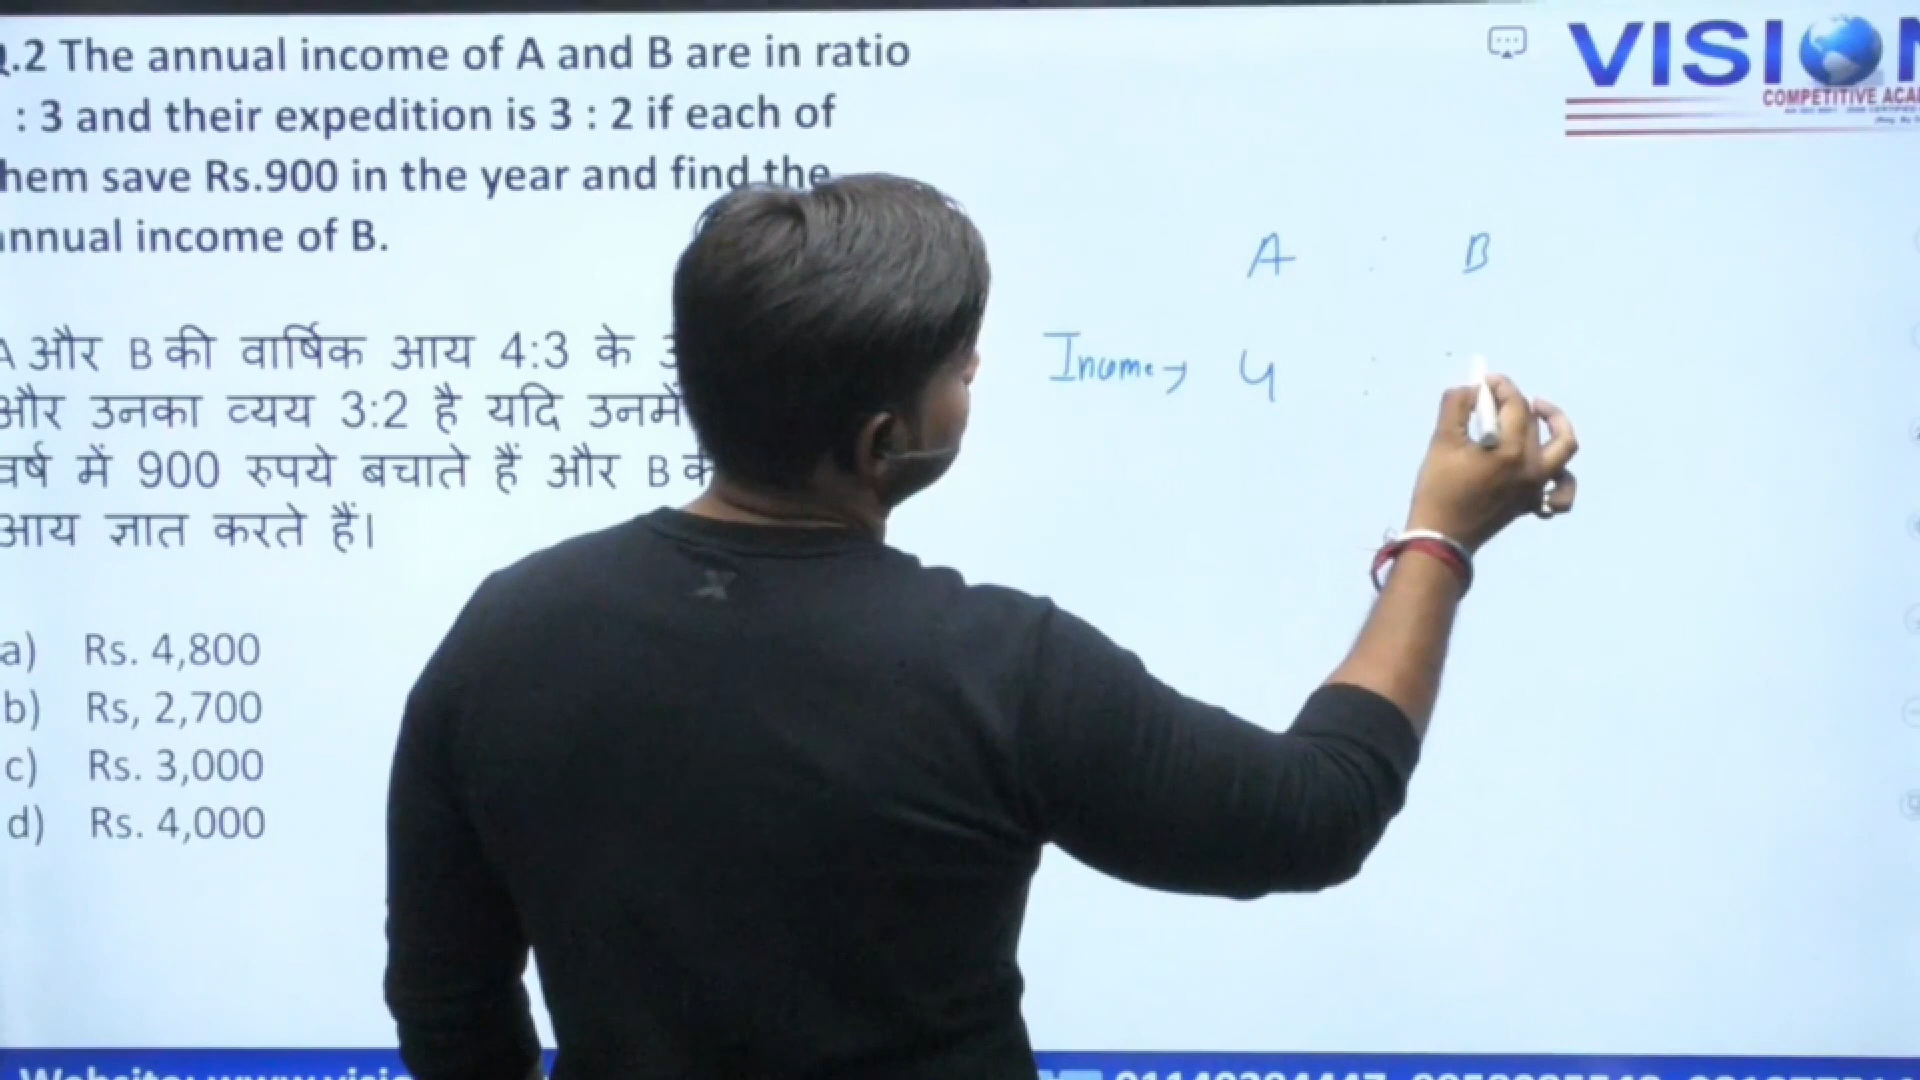 .2 The annual income of A and B are in ratio
: 3 and their expedition is 3 : 2 if each of
hem save Rs.900 in the year and find the
nnual income of B.
A और B की वार्षिक आय 4:3 के
और उनका व्यय 3:2 है यदि उनमें
वर्ष में 900 रुपये बचाते हैं और B
आय ज्ञात करते हैं।
a) Rs. 4,800
b) Rs, 2,700
c) Rs. 3,000
d) Rs. 4,000
A : B
Income → 4 :
VISION
COMPETITIVE ACA